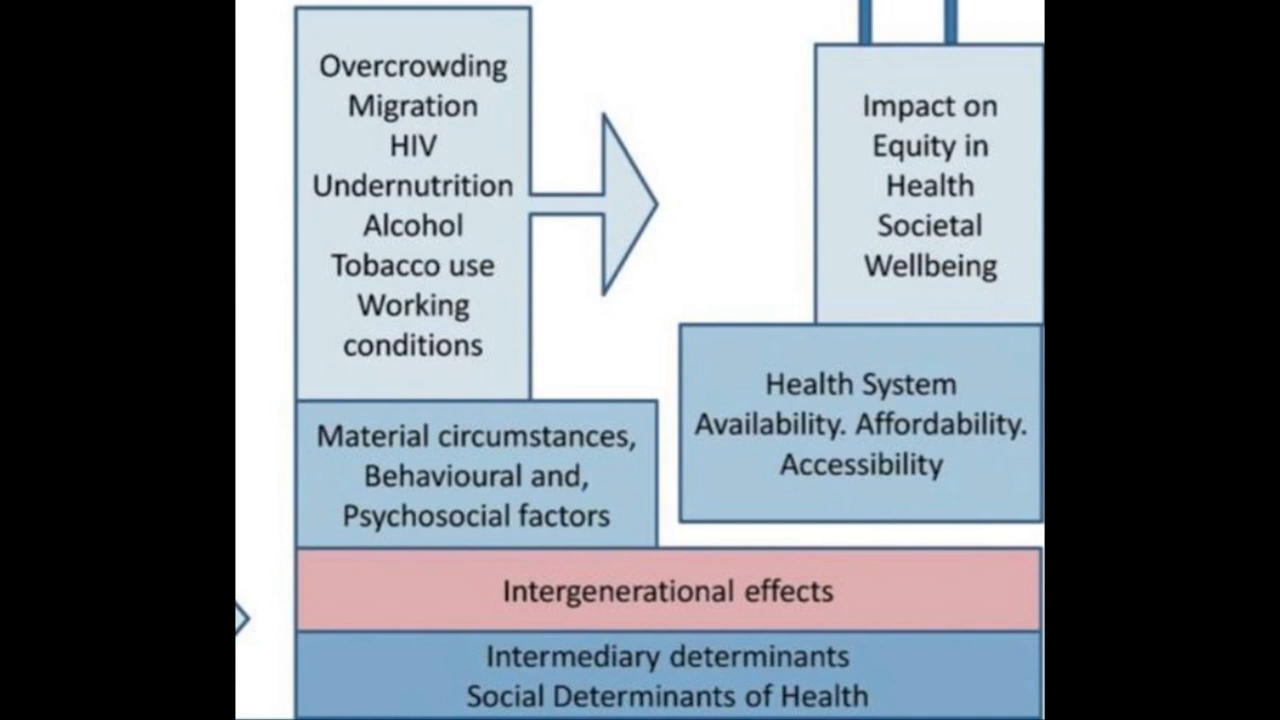 Overcrowding
Migration
HIV
Undernutrition
Alcohol
Tobacco use
Working
conditions
Impact on
Equity in
Health
Societal
Wellbeing
Health System
Availability. Affordability.
Accessibility
Material circumstances,
Behavioural and,
Psychosocial factors
Intergenerational effects
Intermediary determinants
Social Determinants of Health